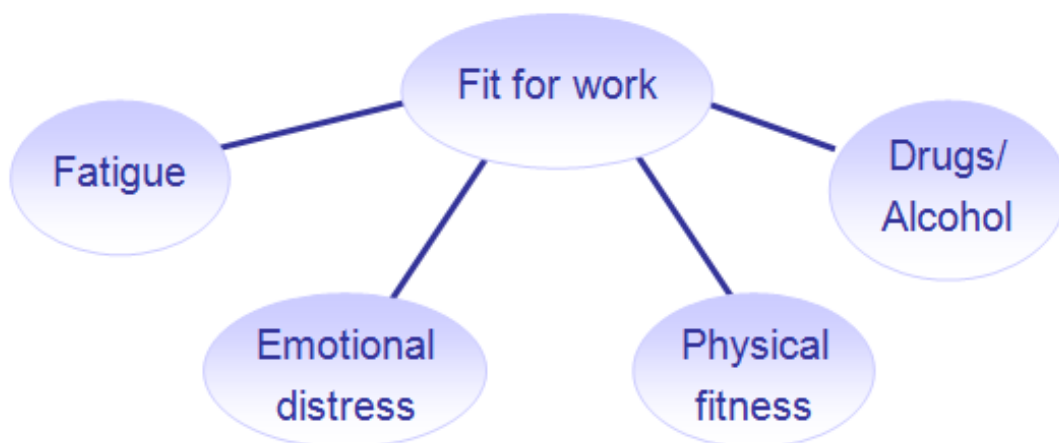 Fit for work
Fatigue
Drugs/
Alcohol
Emotional
distress
Physical
fitness